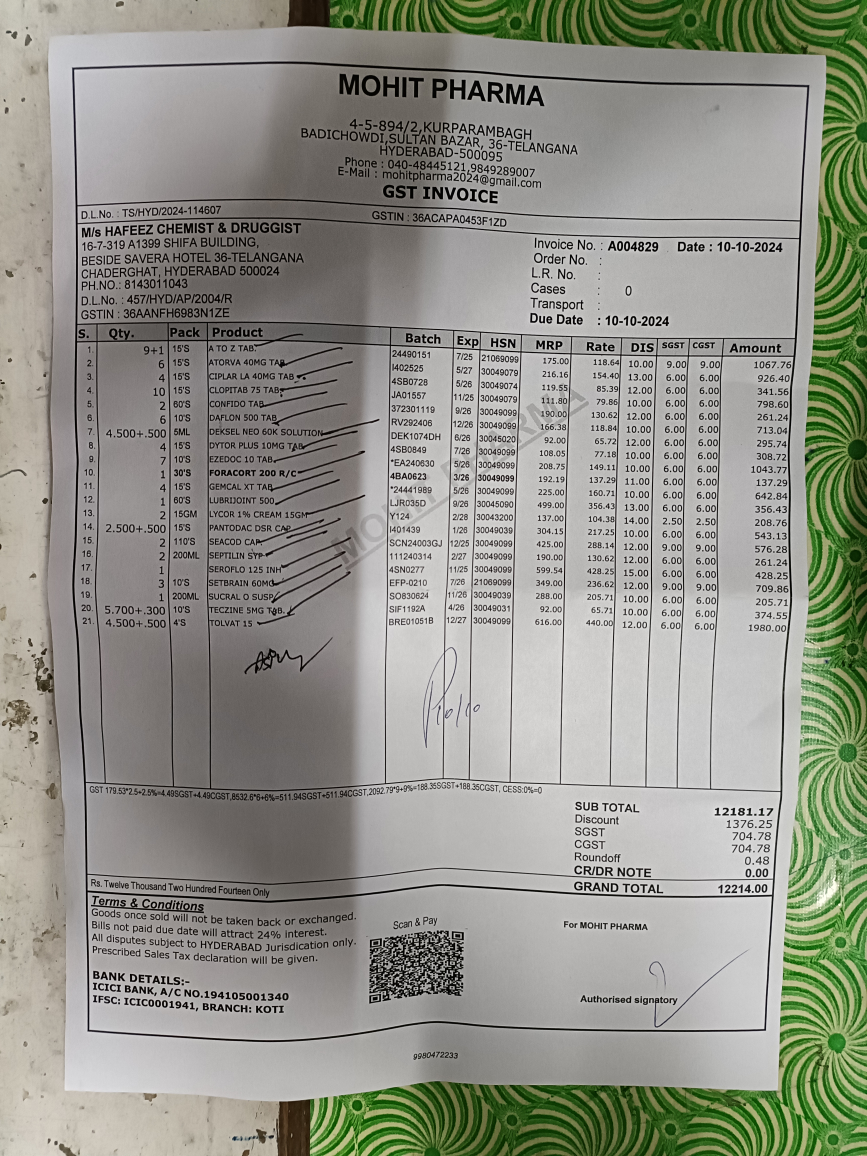 MOHIT PHARMA
4-5-894/2,KURPARAMBAGH
BADICHOWDI,SULTAN BAZAR, 36-TELANGANA
HYDERABAD-500095
Phone : 040-48445121,9849289007
E-Mail : mohitpharma2024@gmail.com
GST INVOICE
D.L.No. : TS/HYD/2024-114607 GSTIN : 36ACAPA0453F1ZD
M/s HAFEEZ CHEMIST & DRUGGIST
16-7-319 A1399 SHIFA BUILDING,
BESIDE SAVERA HOTEL 36-TELANGANA
CHADERGHAT, HYDERABAD 500024
PH.NO.: 8143011043
D.L.No. : 457/HYD/AP/2004/R
GSTIN : 36AANFH6983N1ZE
Invoice No. : A004829 Date : 10-10-2024
Order No. :
L.R. No. :
Cases : 0
Transport :
Due Date : 10-10-2024
S. Qty. Pack Product Batch Exp HSN MRP Rate DIS SGST CGST Amount
1. 9+1 15'S A TO Z TAB. 24490151 7/25 21069099 175.00 118.64 10.00 9.00 9.00 1067.76
2. 6 15'S ATORVA 40MG TAB I402525 5/27 30049079 216.16 154.40 13.00 6.00 6.00 926.40
3. 4 15'S CIPLAR LA 40MG TAB 4SB0728 5/26 30049074 119.55 85.39 12.00 6.00 6.00 341.56
4. 10 15'S CLOPITAB 75 TAB JA01557 11/25 30049079 111.80 79.86 10.00 6.00 6.00 798.60
5. 2 60'S CONFIDO TAB 372301119 9/26 30049099 190.00 130.62 12.00 6.00 6.00 261.24
6. 6 10'S DAFLON 500 TAB RV292406 12/26 30049099 166.38 118.84 10.00 6.00 6.00 713.04
7. 4.500+.500 5ML DEKSEL NEO 60K SOLUTION DEK1074DH 6/26 30045020 92.00 65.72 12.00 6.00 6.00 295.74
8. 4 15'S DYTOR PLUS 10MG TAB 4SB0849 7/26 30049099 108.05 77.18 10.00 6.00 6.00 308.72
9. 7 10'S EZEDOC 10 TAB *EA240630 5/26 30049099 208.75 149.11 10.00 6.00 6.00 1043.77
10. 1 30'S FORACORT 200 R/C 4BA0623 3/26 30049099 192.19 137.29 11.00 6.00 6.00 137.29
11. 4 15'S GEMCAL XT TAB *24441989 5/26 30049099 225.00 160.71 10.00 6.00 6.00 642.84
12. 1 60'S LUBRIJOINT 500 LJR035D 9/26 30045090 499.00 356.43 13.00 6.00 6.00 356.43
13. 2 15GM LYCOR 1% CREAM 15GM Y124 2/26 30043200 137.00 104.38 14.00 2.50 2.50 208.76
14. 2.500+.500 15'S PANTODAC DSR CAP I401439 1/26 30049039 304.15 217.25 10.00 6.00 6.00 543.13
15. 2 110'S SEACOD CAP SCN24003GJ 12/25 30049099 425.00 288.14 12.00 9.00 9.00 576.28
16. 2 200ML SEPTILIN SYP 111240314 2/27 30049099 190.00 130.62 12.00 6.00 6.00 261.24
17. 1 SEROFLO 125 INH 4SN0277 11/25 30049099 599.54 428.25 15.00 6.00 6.00 428.25
18. 3 10'S SETBRAIN 60MG EFP-0210 7/26 21069099 349.00 236.62 12.00 9.00 9.00 709.86
19. 1 200ML SUCRAL O SUSP SO830624 11/26 30049039 288.00 205.71 10.00 6.00 6.00 205.71
20. 5.700+.300 10'S TECZINE 5MG TAB. SIF1192A 4/26 30049031 92.00 65.71 10.00 6.00 6.00 374.55
21. 4.500+.500 4'S TOLVAT 15 BRE01051B 12/27 30049099 616.00 440.00 12.00 6.00 6.00 1980.00
MOHIT PHARMA
GST 179.53*2.5+2.5%=4.49SGST+4.49CGST,8532.6*6+6%=511.94SGST+511.94CGST,2092.79*9+9%=188.35SGST+188.35CGST, CESS:0%=0
SUB TOTAL 12181.17
Discount 1376.25
SGST 704.78
CGST 704.78
Roundoff 0.48
CR/DR NOTE 0.00
GRAND TOTAL 12214.00
Rs. Twelve Thousand Two Hundred Fourteen Only
Terms & Conditions
Goods once sold will not be taken back or exchanged.
Bills not paid due date will attract 24% interest.
All disputes subject to HYDERABAD Jurisdication only.
Prescribed Sales Tax declaration will be given.
BANK DETAILS:-
ICICI BANK, A/C NO.194105001340
IFSC: ICIC0001941, BRANCH: KOTI
Scan & Pay
For MOHIT PHARMA
Authorised signatory
9980472233